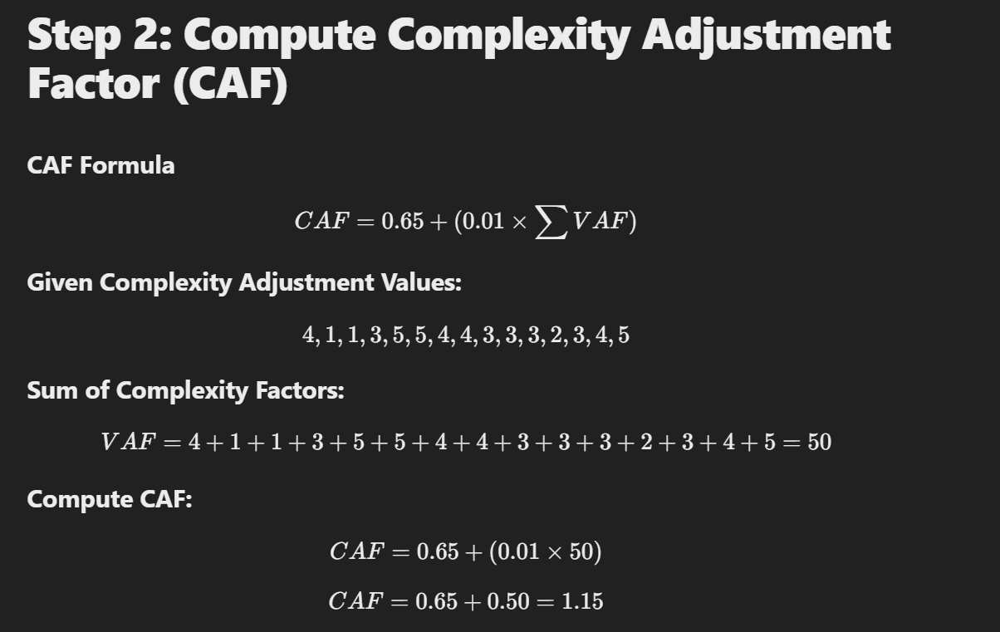 Step 2: Compute Complexity Adjustment
Factor (CAF)
CAF Formula
CAF = 0.65 + (0.01 × ∑ VAF)
Given Complexity Adjustment Values:
4, 1, 1, 3, 5, 5, 4, 4, 3, 3, 3, 2, 3, 4, 5
Sum of Complexity Factors:
VAF = 4 + 1 + 1 + 3 + 5 + 5 + 4 + 4 + 3 + 3 + 3 + 2 + 3 + 4 + 5 = 50
Compute CAF:
CAF = 0.65 + (0.01 × 50)
CAF = 0.65 + 0.50 = 1.15